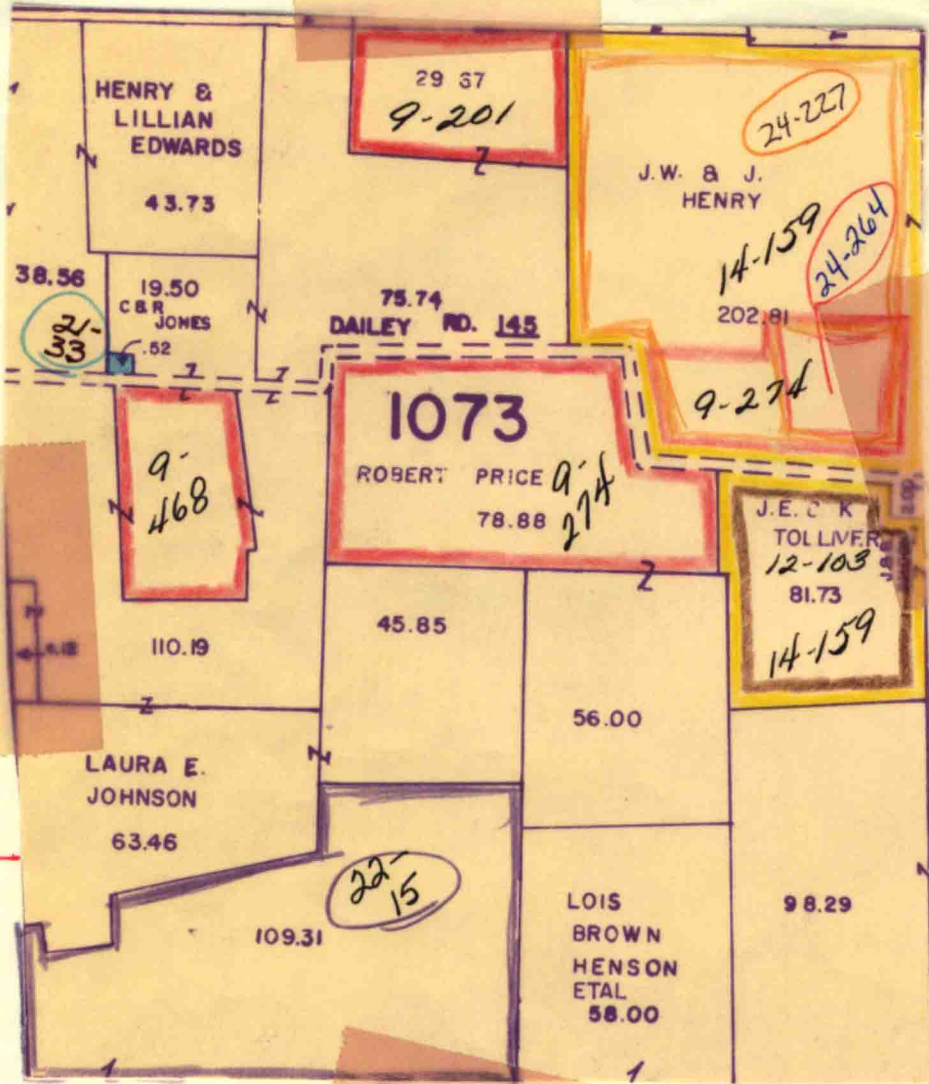 HENRY &
LILLIAN
EDWARDS
43.73
29 37
9-201
24-227
J.W. & J.
HENRY
14-159
24-264
202.81
38.56
21-
33
19.50
C & R
JONES
.52
75.74
DAILEY RD. 145
9-274
1073
ROBERT PRICE
78.88
9-
274
9-
468
J.E. & K
TOLLIVER
12-103
81.73
14-159
2.00
110.19
45.85
56.00
LAURA E.
JOHNSON
63.46
22-
15
109.31
LOIS
BROWN
HENSON
ETAL
58.00
98.29